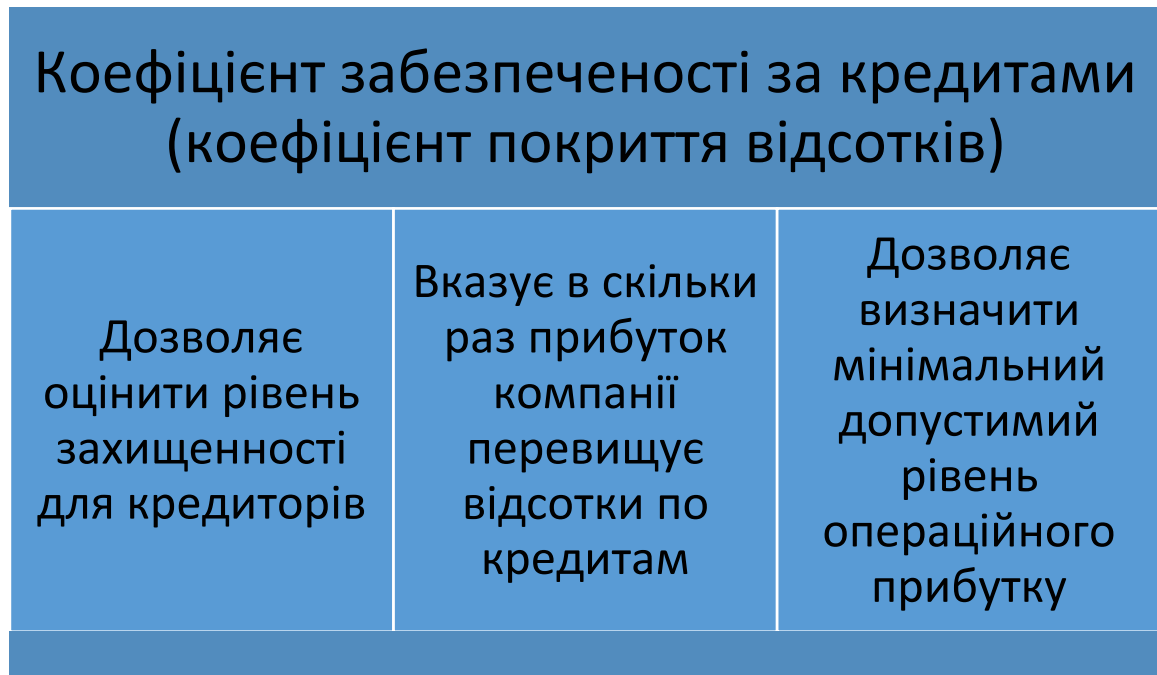 Коефіцієнт забезпеченості за кредитами
(коефіцієнт покриття відсотків)
Дозволяє
оцінити рівень
захищенності
для кредиторів
Вказує в скільки
раз прибуток
компанії
перевищує
відсотки по
кредитам
Дозволяє
визначити
мінімальний
допустимий
рівень
операційного
прибутку